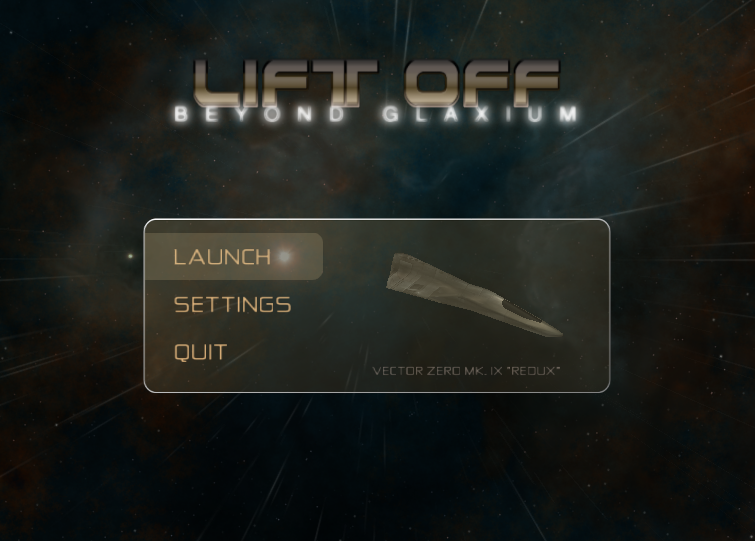 LIFT OFF
BEYOND GLAXIUM
LAUNCH
SETTINGS
QUIT
VECTOR ZERO MK. IX "REDUX"